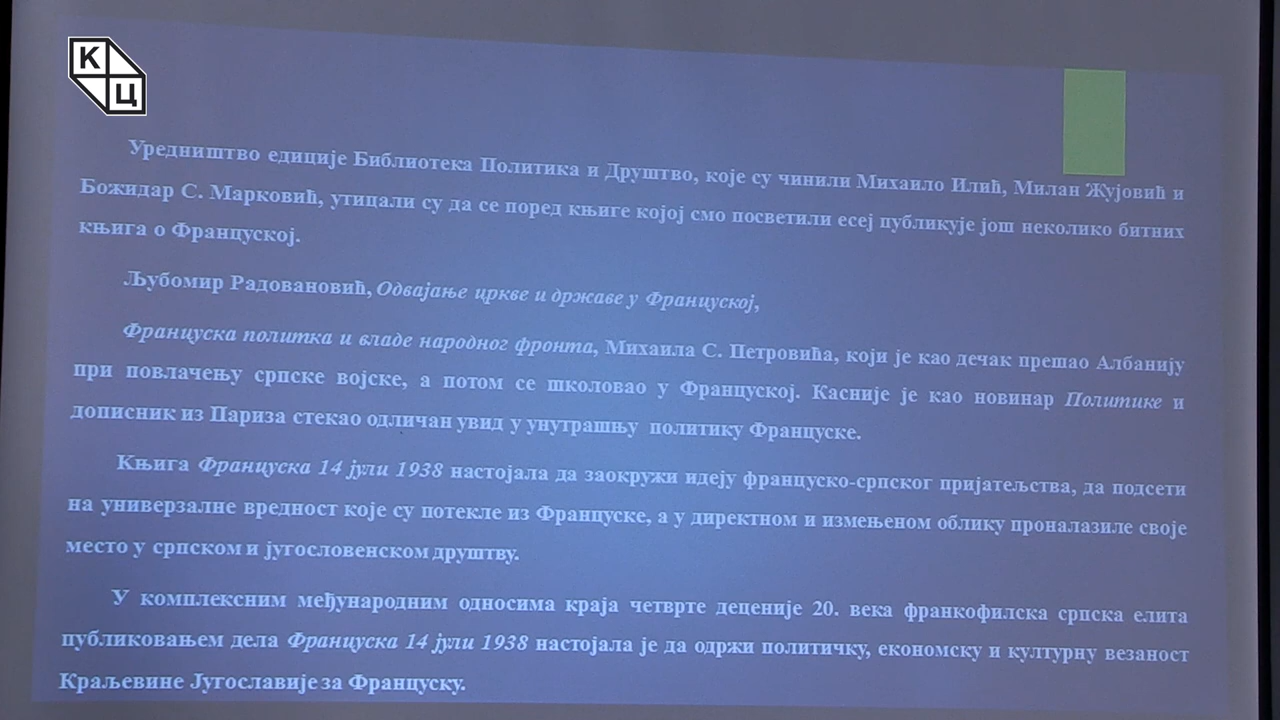 К
Ц
Уредништво едиције Библиотека Политика и Друштво, које су чинили Михаило Илић, Милан Жујовић и
Божидар С. Марковић, утицали су да се поред књиге којој смо посветили есеј публикује још неколико битних
књига о Француској.
Љубомир Радовановић, Одвајање цркве и државе у Француској,
Француска политка и владе народног фронта, Михаила С. Петровића, који је као дечак прешао Албанију
при повлачењу српске војске, а потом се школовао у Француској. Касније је као новинар Политике и
дописник из Париза стекао одличан увид у унутрашњу политику Француске.
Књига Француска 14 јули 1938 настојала да заокружи идеју француско-српског пријатељства, да подсети
на универзалне вредност које су потекле из Француске, а у директном и измењеном облику проналазиле своје
место у српском и југословенском друштву.
У комплексним међународним односима краја четврте деценије 20. века франкофилска српска елита
публиковањем дела Француска 14 јули 1938 настојала је да одржи политичку, економску и културну везаност
Краљевине Југославије за Француску.